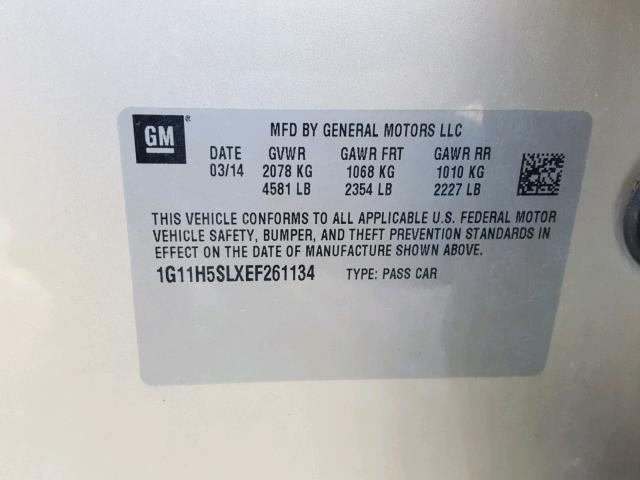 GM ®
MFD BY GENERAL MOTORS LLC
DATE GVWR GAWR FRT GAWR RR
03/14 2078 KG 1068 KG 1010 KG
4581 LB 2354 LB 2227 LB
THIS VEHICLE CONFORMS TO ALL APPLICABLE U.S. FEDERAL MOTOR
VEHICLE SAFETY, BUMPER, AND THEFT PREVENTION STANDARDS IN
EFFECT ON THE DATE OF MANUFACTURE SHOWN ABOVE.
1G11H5SLXEF261134 TYPE: PASS CAR